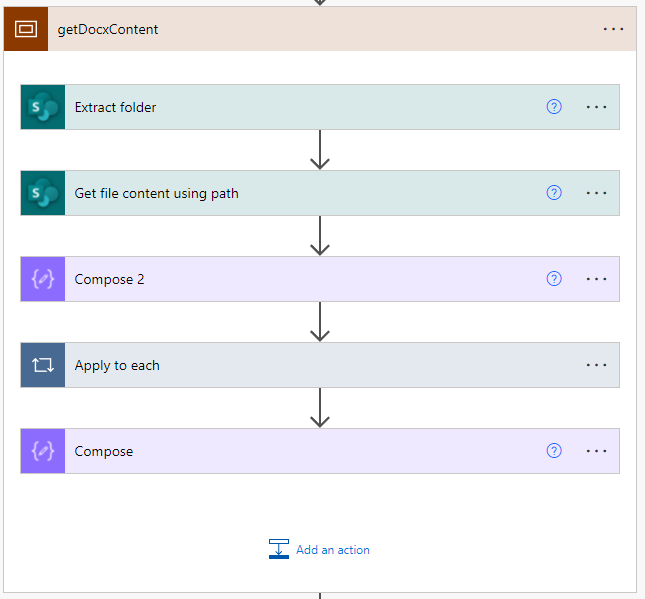 getDocxContent
Extract folder
Get file content using path
Compose 2
Apply to each
Compose
Add an action